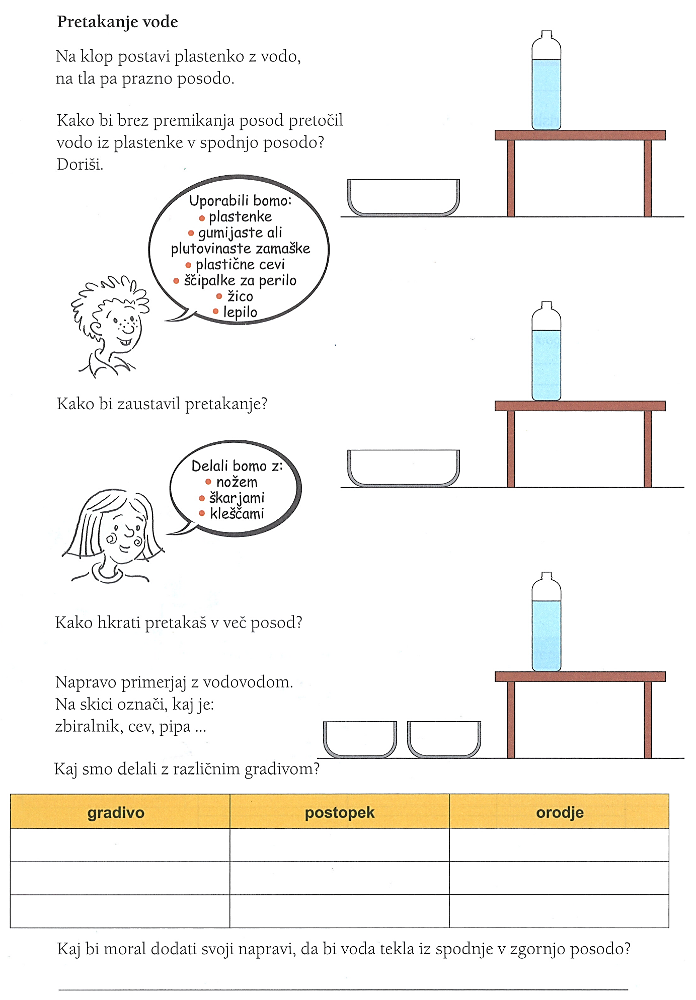 Pretakanje vode
Na klop postavi plastenko z vodo,
na tla pa prazno posodo.
Kako bi brez premikanja posod pretočil
vodo iz plastenke v spodnjo posodo?
Doriši.
Uporabili bomo:
• plastenke
• gumijaste ali
plutovinaste zamaške
• plastične cevi
• ščipalke za perilo
• žico
• lepilo
Kako bi zaustavil pretakanje?
Delali bomo z:
• nožem
• škarjami
• kleščami
Kako hkrati pretakaš v več posod?
Napravo primerjaj z vodovodom.
Na skici označi, kaj je:
zbiralnik, cev, pipa ...
Kaj smo delali z različnim gradivom?
gradivo postopek orodje
Kaj bi moral dodati svoji napravi, da bi voda tekla iz spodnje v zgornjo posodo?